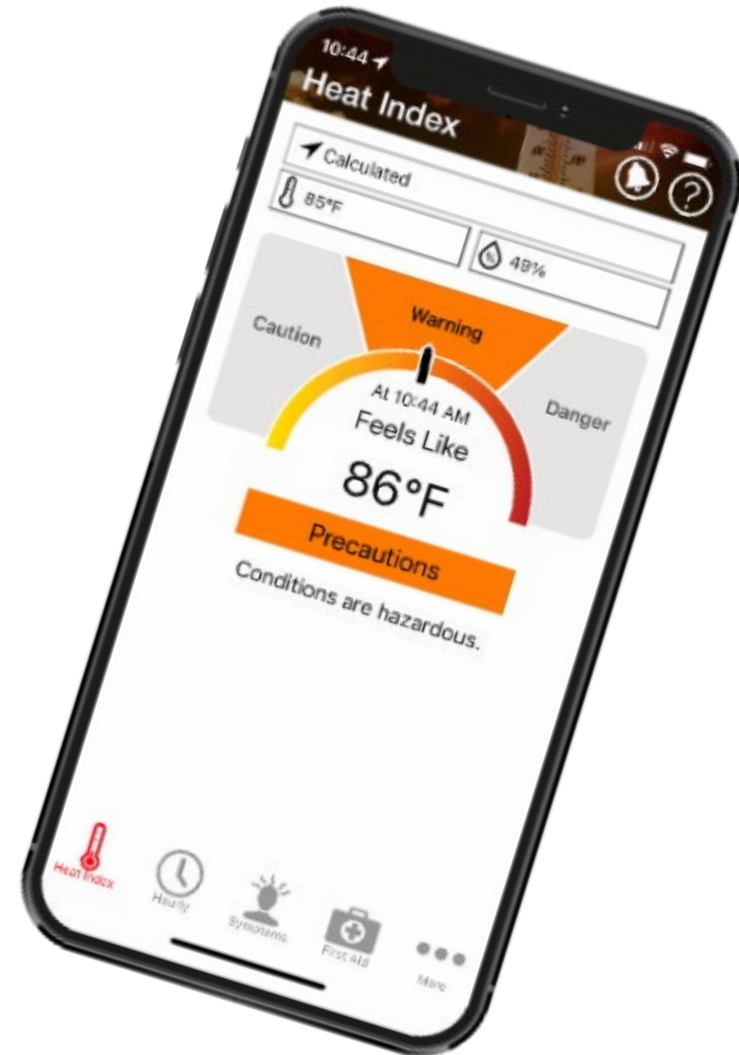 10:44
Heat Index
Calculated
85°F
49%
Caution
Warning
Danger
At 10:44 AM
Feels Like
86°F
Precautions
Conditions are hazardous.
Heat Index
Hourly
Symptoms
First Aid
More